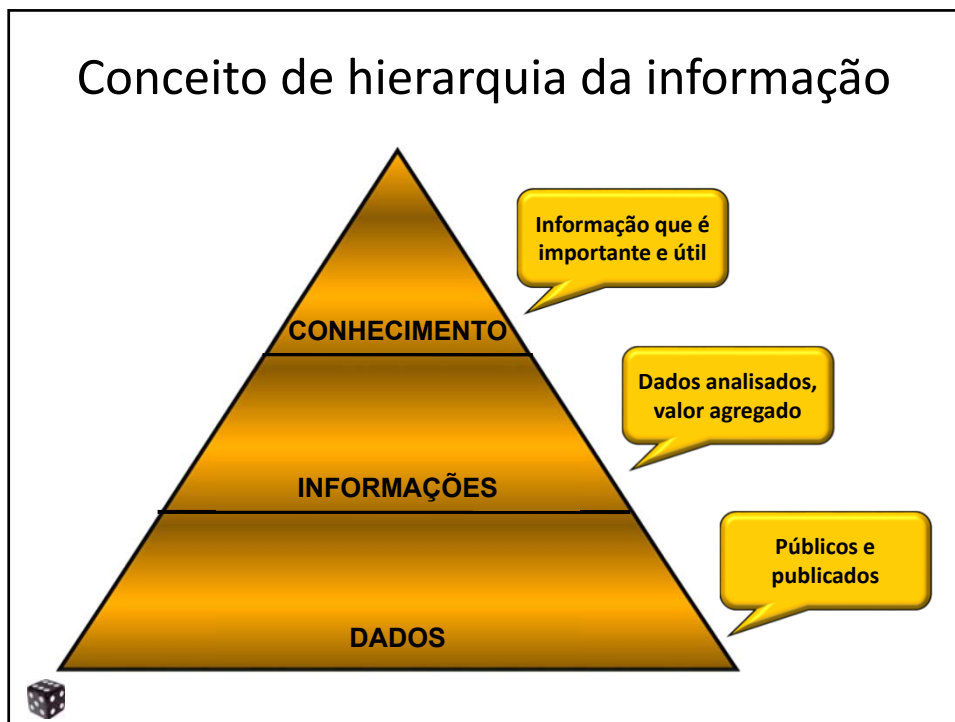 Conceito de hierarquia da informação
Informação que é
importante e útil
CONHECIMENTO
Dados analisados,
valor agregado
INFORMAÇÕES
Públicos e
publicados
DADOS